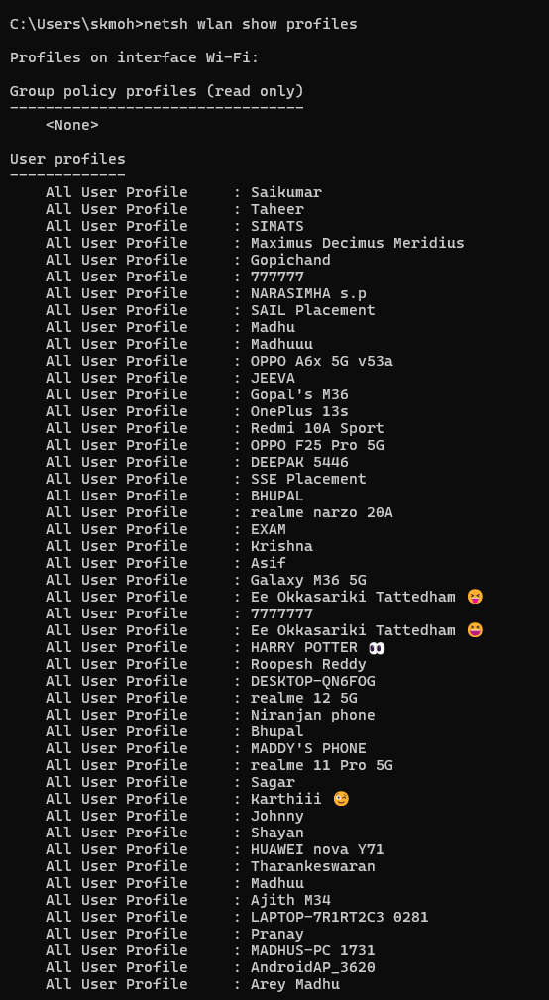 C:\Users\skmoh>netsh wlan show profiles
Profiles on interface Wi-Fi:
Group policy profiles (read only)
---------------------------------
    <None>
User profiles
-------------
    All User Profile     : Saikumar
    All User Profile     : Taheer
    All User Profile     : SIMATS
    All User Profile     : Maximus Decimus Meridius
    All User Profile     : Gopichand
    All User Profile     : 777777
    All User Profile     : NARASIMHA s.p
    All User Profile     : SAIL Placement
    All User Profile     : Madhu
    All User Profile     : Madhuuu
    All User Profile     : OPPO A6x 5G v53a
    All User Profile     : JEEVA
    All User Profile     : Gopal's M36
    All User Profile     : OnePlus 13s
    All User Profile     : Redmi 10A Sport
    All User Profile     : OPPO F25 Pro 5G
    All User Profile     : DEEPAK 5446
    All User Profile     : SSE Placement
    All User Profile     : BHUPAL
    All User Profile     : realme narzo 20A
    All User Profile     : EXAM
    All User Profile     : Krishna
    All User Profile     : Asif
    All User Profile     : Galaxy M36 5G
    All User Profile     : Ee Okkasariki Tattedham 😝
    All User Profile     : 7777777
    All User Profile     : Ee Okkasariki Tattedham 😆
    All User Profile     : HARRY POTTER 👀
    All User Profile     : Roopesh Reddy
    All User Profile     : DESKTOP-QN6FOG
    All User Profile     : realme 12 5G
    All User Profile     : Niranjan phone
    All User Profile     : Bhupal
    All User Profile     : MADDY'S PHONE
    All User Profile     : realme 11 Pro 5G
    All User Profile     : Sagar
    All User Profile     : Karthiii 😏
    All User Profile     : Johnny
    All User Profile     : Shayan
    All User Profile     : HUAWEI nova Y71
    All User Profile     : Tharankeswaran
    All User Profile     : Madhuu
    All User Profile     : Ajith M34
    All User Profile     : LAPTOP-7R1RT2C3 0281
    All User Profile     : Pranay
    All User Profile     : MADHUS-PC 1731
    All User Profile     : AndroidAP_3620
    All User Profile     : Arey Madhu